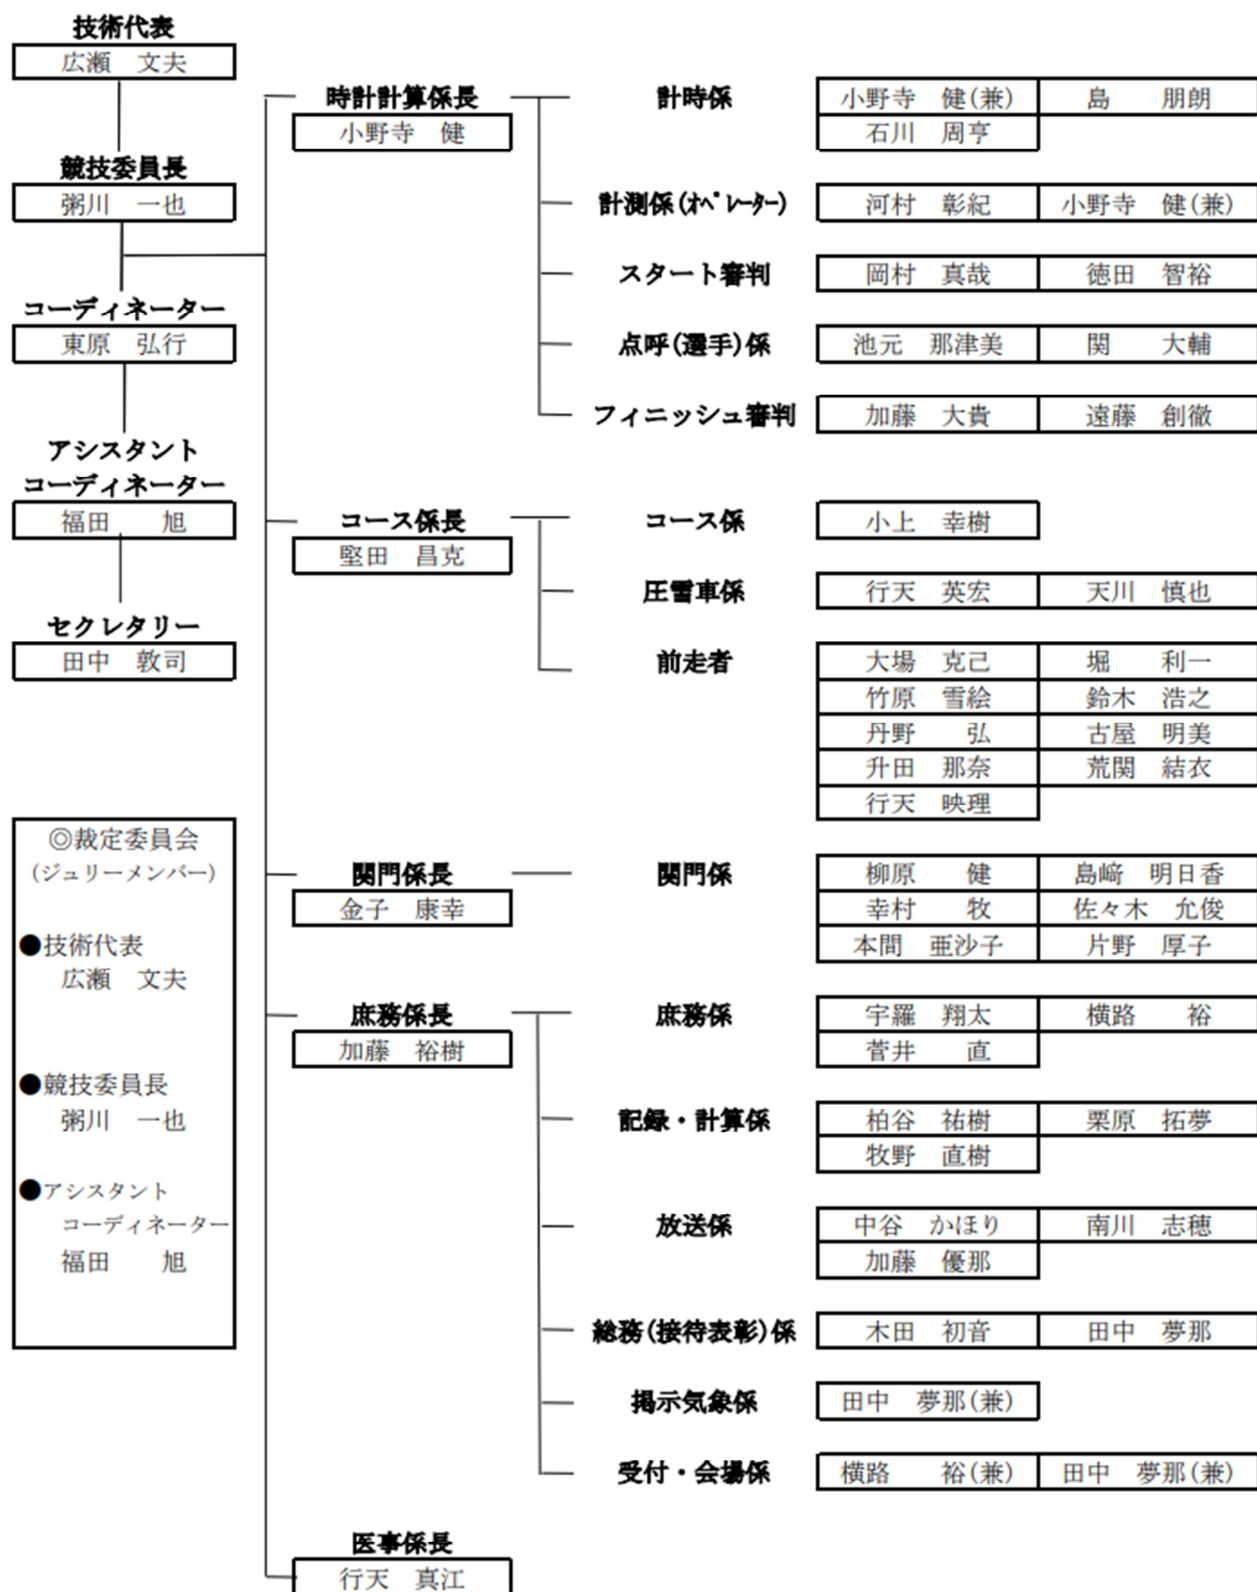 技術代表
広瀬　文夫
競技委員長
粥川　一也
コーディネーター
東原　弘行
アシスタント
コーディネーター
福田　　旭
セクレタリー
田中　敦司
◎裁定委員会
(ジュリーメンバー)
●技術代表
広瀬　文夫
●競技委員長
粥川　一也
●アシスタント
コーディネーター
福田　　旭
時計計算係長
小野寺　健
計時係
小野寺　健(兼)　島　　朋朗
石川　周亨
計測係(ｵﾍﾟﾚｰﾀｰ)
河村　彰紀　小野寺　健(兼)
スタート審判
岡村　真哉　徳田　智裕
点呼(選手)係
池元　那津美　関　　大輔
フィニッシュ審判
加藤　大貴　遠藤　創徹
コース係長
堅田　昌克
コース係
小上　幸樹
圧雪車係
行天　英宏　天川　慎也
前走者
大場　克己　堀　　利一
竹原　雪絵　鈴木　浩之
丹野　　弘　古屋　明美
升田　那奈　荒関　結衣
行天　映理
関門係長
金子　康幸
関門係
柳原　　健　島﨑　明日香
幸村　　牧　佐々木　允俊
本間　亜沙子　片野　厚子
庶務係長
加藤　裕樹
庶務係
宇羅　翔太　横路　　裕
菅井　　直
記録・計算係
柏谷　祐樹　栗原　拓夢
牧野　直樹
放送係
中谷　かほり　南川　志穂
加藤　優那
総務(接待表彰)係
木田　初音　田中　夢那
掲示気象係
田中　夢那(兼)
受付・会場係
横路　　裕(兼)　田中　夢那(兼)
医事係長
行天　真江